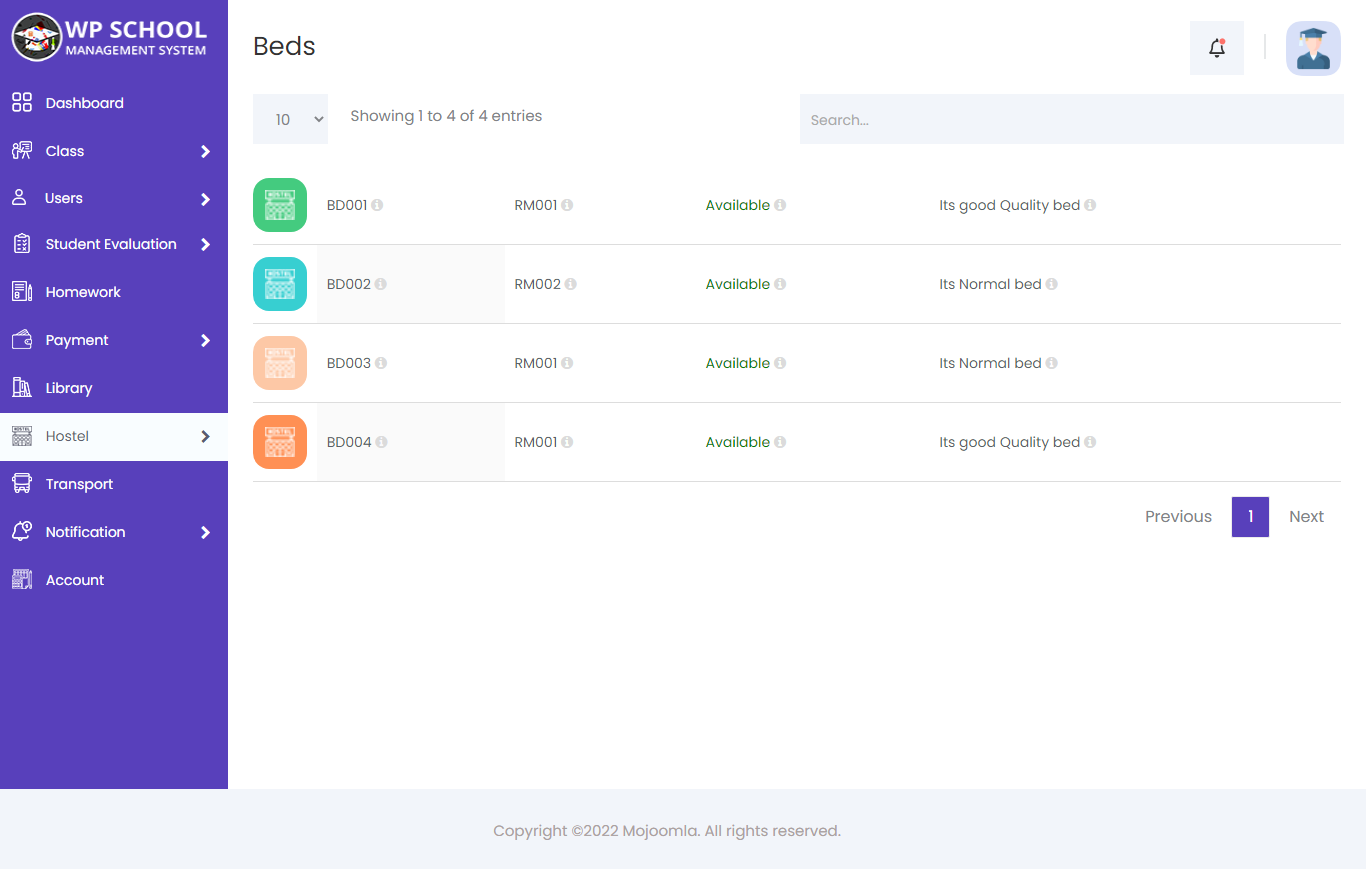 WP SCHOOL
MANAGEMENT SYSTEM
Dashboard
Class
Users
Student Evaluation
Homework
Payment
Library
Hostel
Transport
Notification
Account
Beds
10 Showing 1 to 4 of 4 entries Search...
HOSTEL BD001 RM001 Available Its good Quality bed
HOSTEL BD002 RM002 Available Its Normal bed
HOSTEL BD003 RM001 Available Its Normal bed
HOSTEL BD004 RM001 Available Its good Quality bed
Previous 1 Next
Copyright ©2022 Mojoomla. All rights reserved.